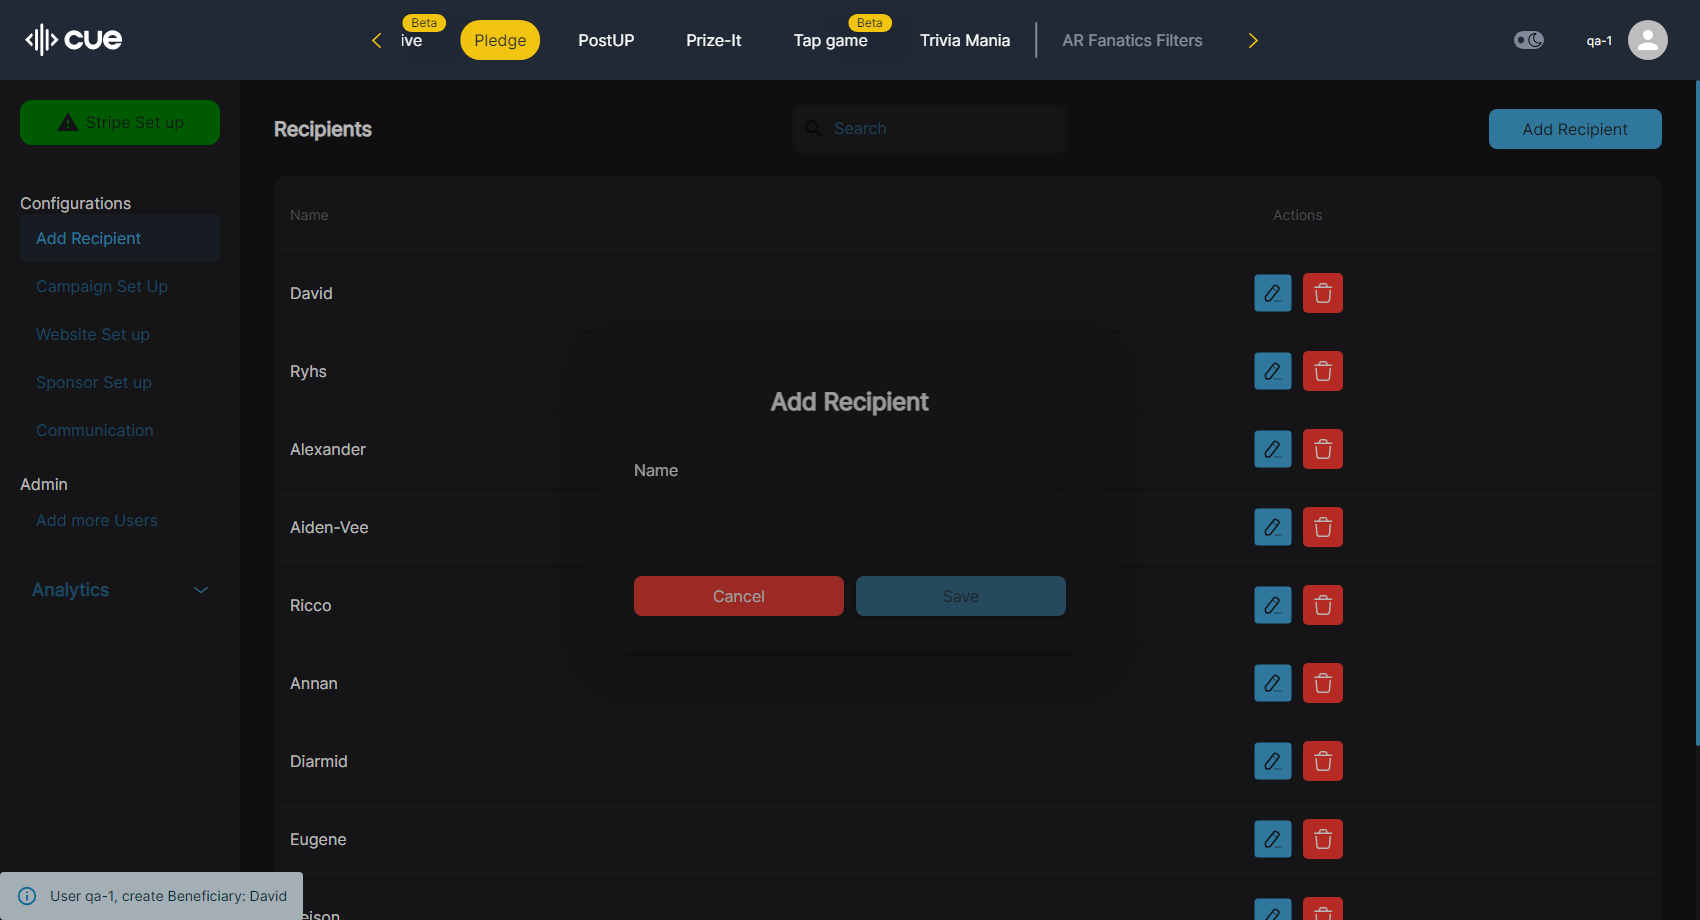 cue
Beta
ive
Pledge
PostUP
Prize-It
Beta
Tap game
Trivia Mania
AR Fanatics Filters
qa-1
Stripe Set up
Recipients
Search
Add Recipient
Configurations
Add Recipient
Campaign Set Up
Website Set up
Sponsor Set up
Communication
Admin
Add more Users
Analytics
Name
Actions
David
Ryhs
Alexander
Aiden-Vee
Ricco
Annan
Diarmid
Eugene
Add Recipient
Name
Cancel
Save
User qa-1, create Beneficiary: David